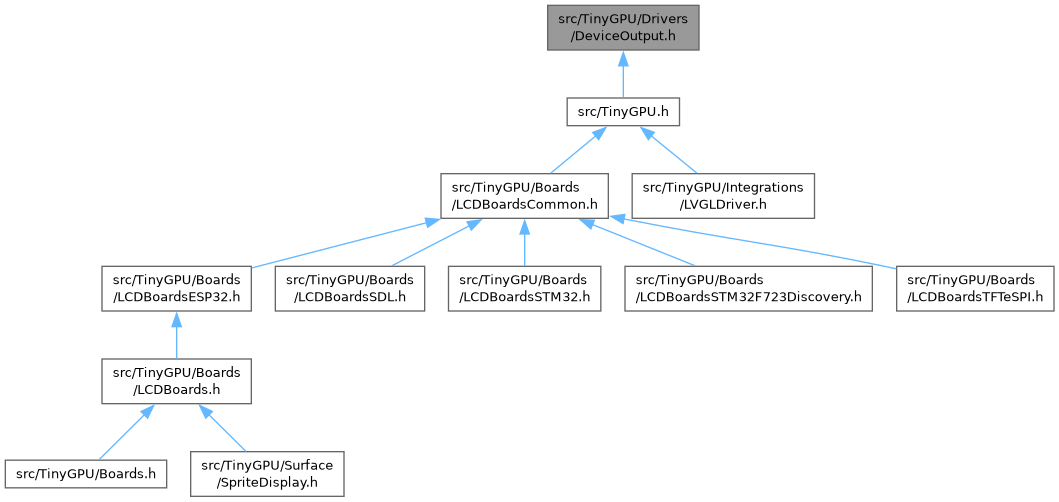 src/TinyGPU/Drivers
/DeviceOutput.h
src/TinyGPU.h
src/TinyGPU/Boards
/LCDBoardsCommon.h
src/TinyGPU/Integrations
/LVGLDriver.h
src/TinyGPU/Boards
/LCDBoardsESP32.h
src/TinyGPU/Boards
/LCDBoardsSDL.h
src/TinyGPU/Boards
/LCDBoardsSTM32.h
src/TinyGPU/Boards
/LCDBoardsSTM32F723Discovery.h
src/TinyGPU/Boards
/LCDBoardsTFTeSPI.h
src/TinyGPU/Boards
/LCDBoards.h
src/TinyGPU/Boards.h
src/TinyGPU/Surface
/SpriteDisplay.h